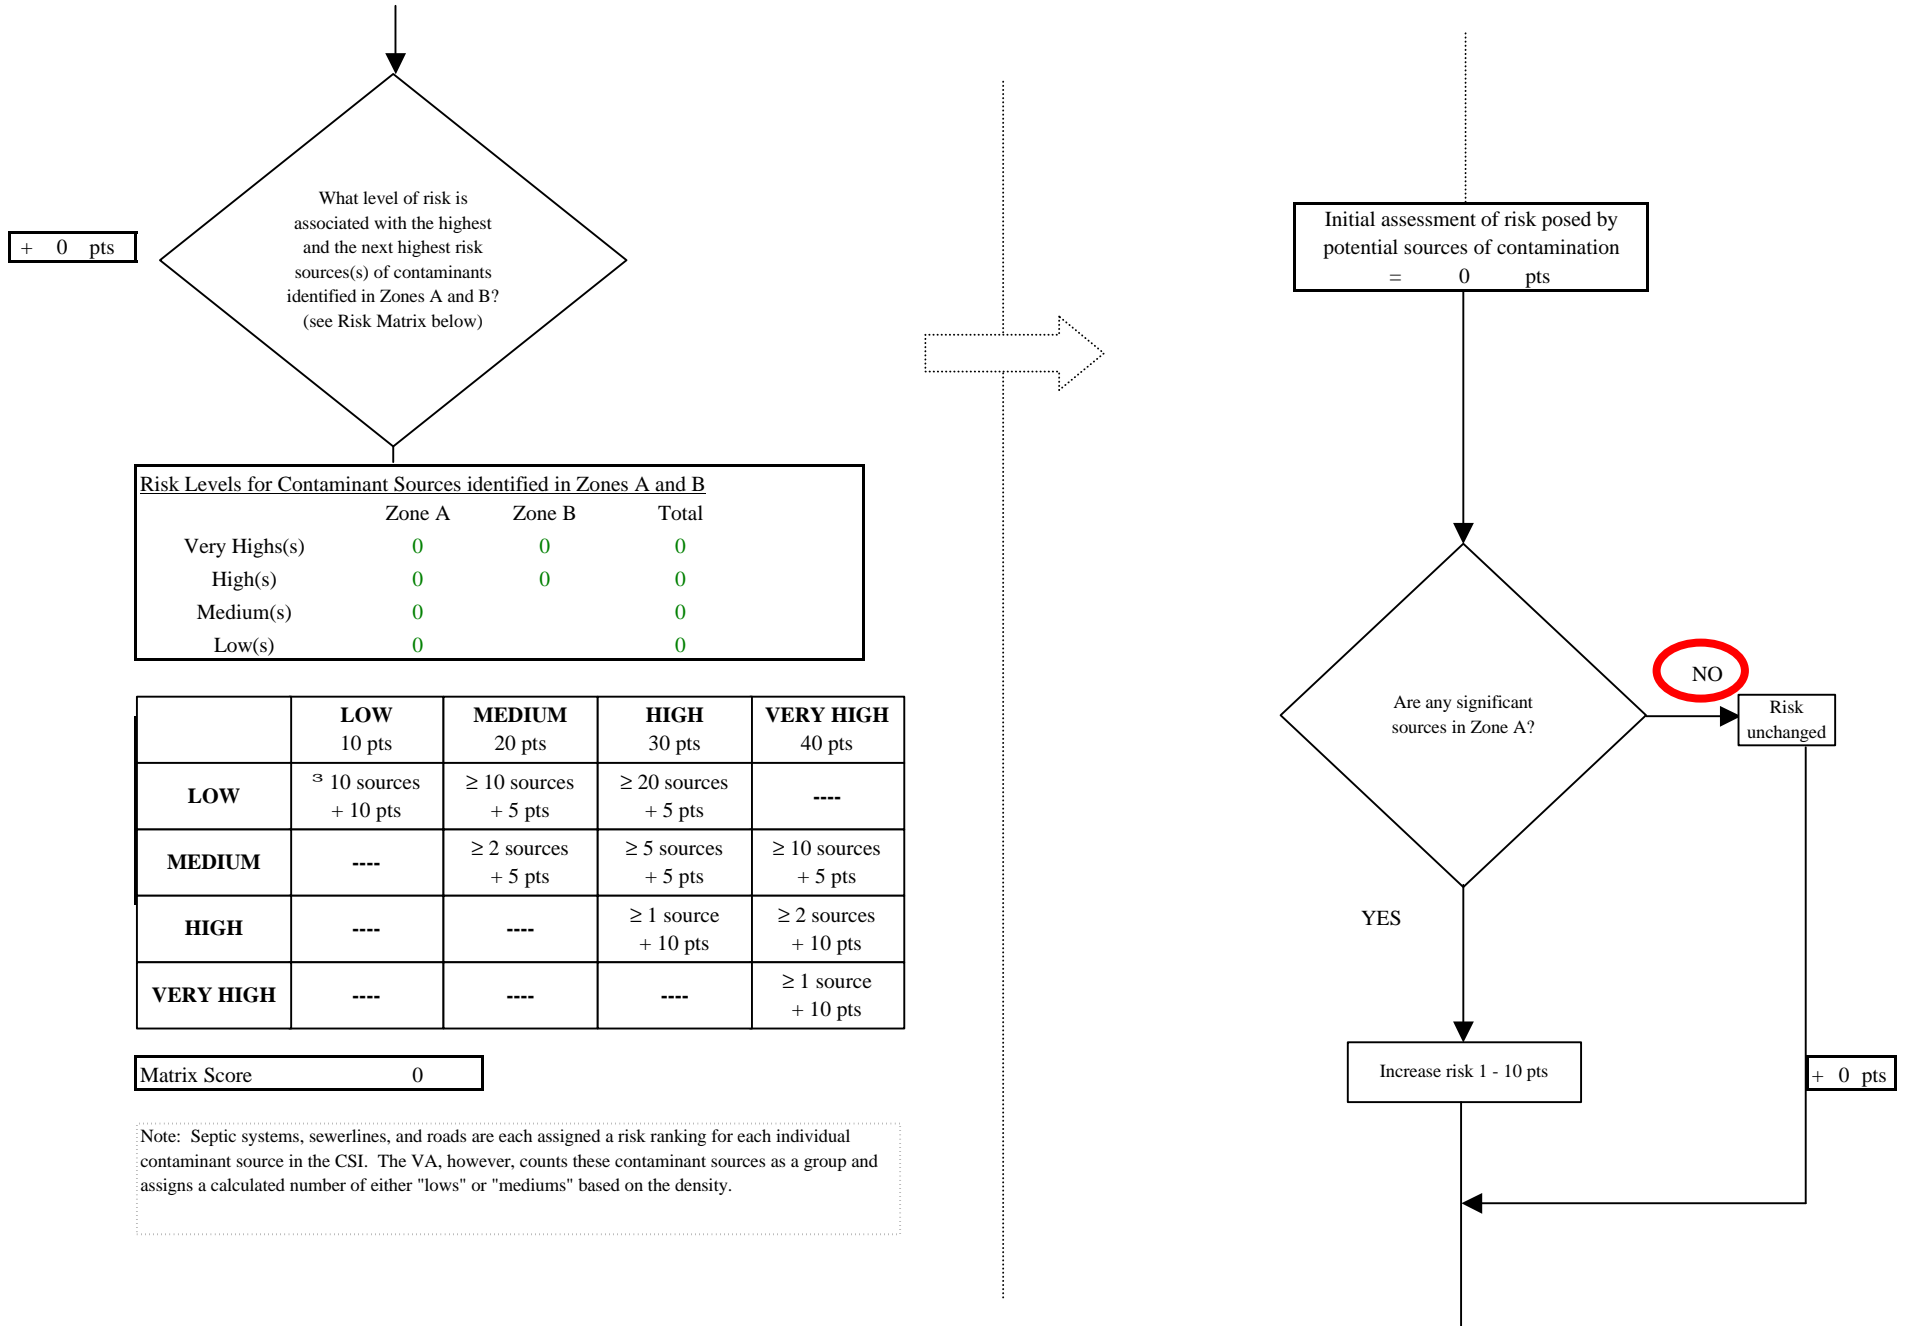 What level of risk is
associated with the highest
and the next highest risk
sources(s) of contaminants
identified in Zones A and B?
(see Risk Matrix below)
+ 0 pts
Risk Levels for Contaminant Sources identified in Zones A and B
Zone A Zone B Total
Very Highs(s) 0 0 0
High(s) 0 0 0
Medium(s) 0 0
Low(s) 0 0
LOW MEDIUM HIGH VERY HIGH
10 pts 20 pts 30 pts 40 pts
LOW
³ 10 sources ≥ 10 sources ≥ 20 sources ----
+ 10 pts + 5 pts + 5 pts
MEDIUM
---- ≥ 2 sources ≥ 5 sources ≥ 10 sources
+ 5 pts + 5 pts + 5 pts
HIGH
---- ---- ≥ 1 source ≥ 2 sources
+ 10 pts + 10 pts
VERY HIGH
---- ---- ---- ≥ 1 source
+ 10 pts
Matrix Score 0
Note: Septic systems, sewerlines, and roads are each assigned a risk ranking for each individual
contaminant source in the CSI. The VA, however, counts these contaminant sources as a group and
assigns a calculated number of either "lows" or "mediums" based on the density.
Initial assessment of risk posed by
potential sources of contamination
= 0 pts
Are any significant
sources in Zone A?
NO
Risk
unchanged
YES
Increase risk 1 - 10 pts
+ 0 pts